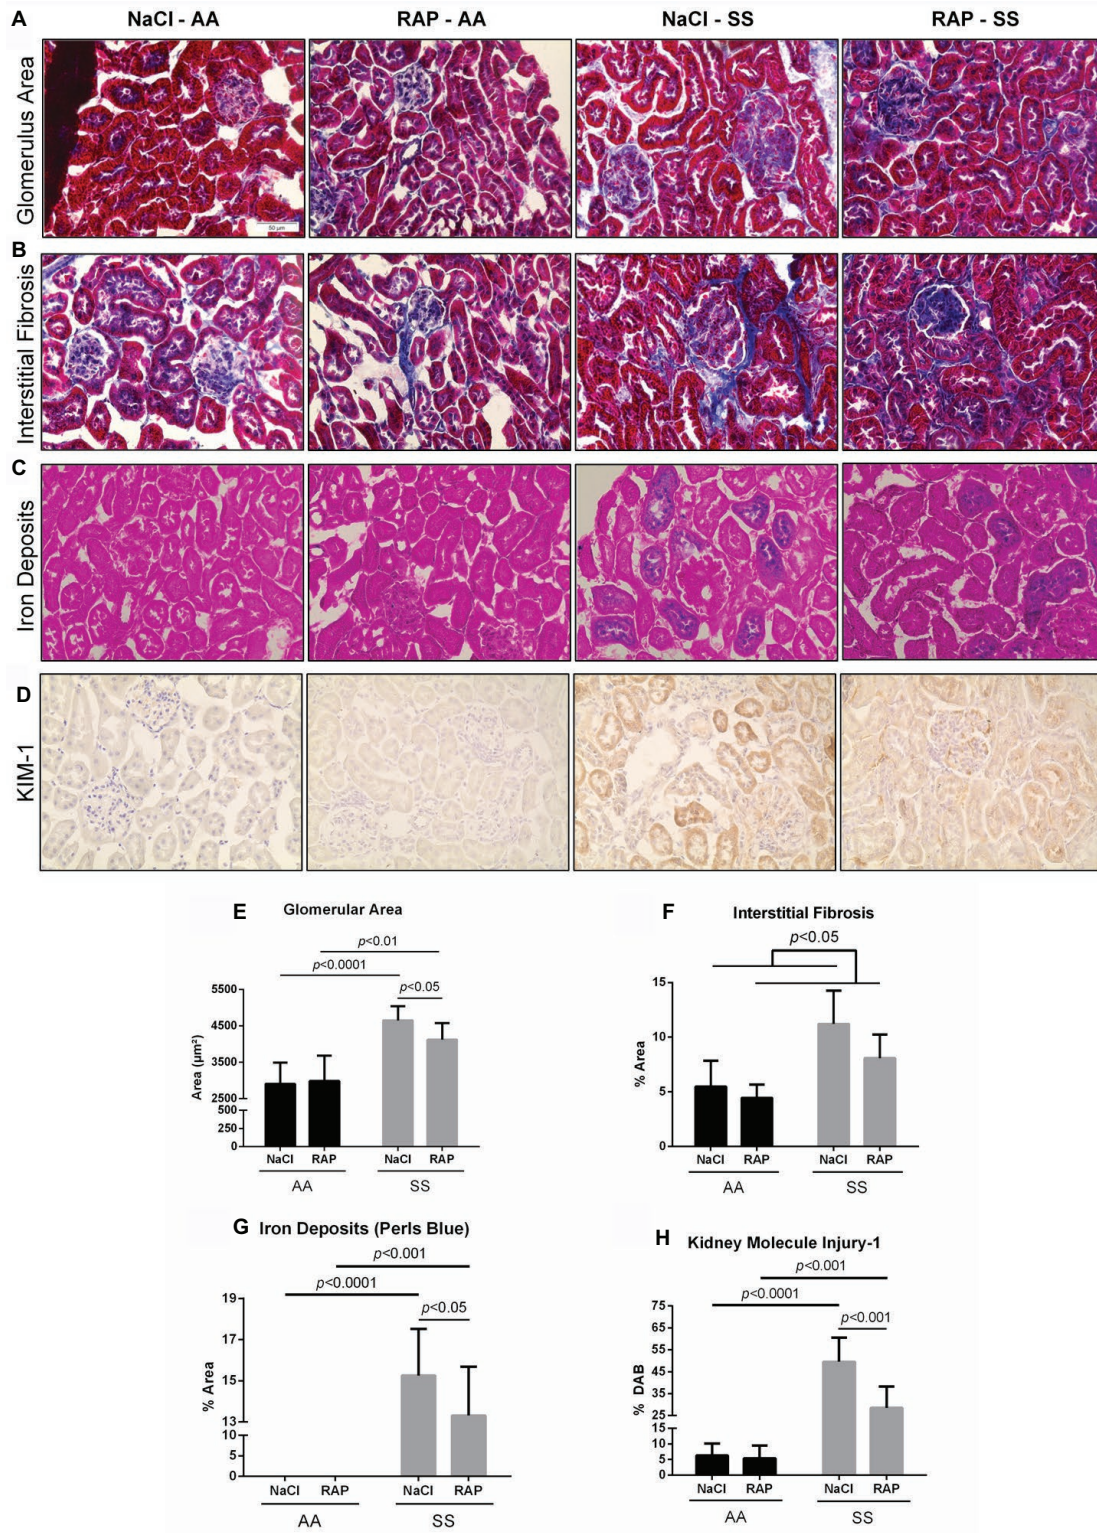 A
NaCl - AA
RAP - AA
NaCl - SS
RAP - SS
Glomerulus Area
50 µm
B
Interstitial Fibrosis
C
Iron Deposits
D
KIM-1
E
Glomerular Area
p<0.01
p<0.0001
p<0.05
Area (µm²)
5500
4500
3500
2500
500
250
0
NaCl RAP NaCl RAP
AA SS
F
Interstitial Fibrosis
p<0.05
% Area
15
10
5
0
NaCl RAP NaCl RAP
AA SS
G Iron Deposits (Perls Blue)
p<0.001
p<0.0001
p<0.05
% Area
19
17
15
13
10
5
0
NaCl RAP NaCl RAP
AA SS
H
Kidney Molecule Injury-1
p<0.001
p<0.0001
p<0.001
% DAB
75
65
55
45
35
25
15
10
5
0
NaCl RAP NaCl RAP
AA SS